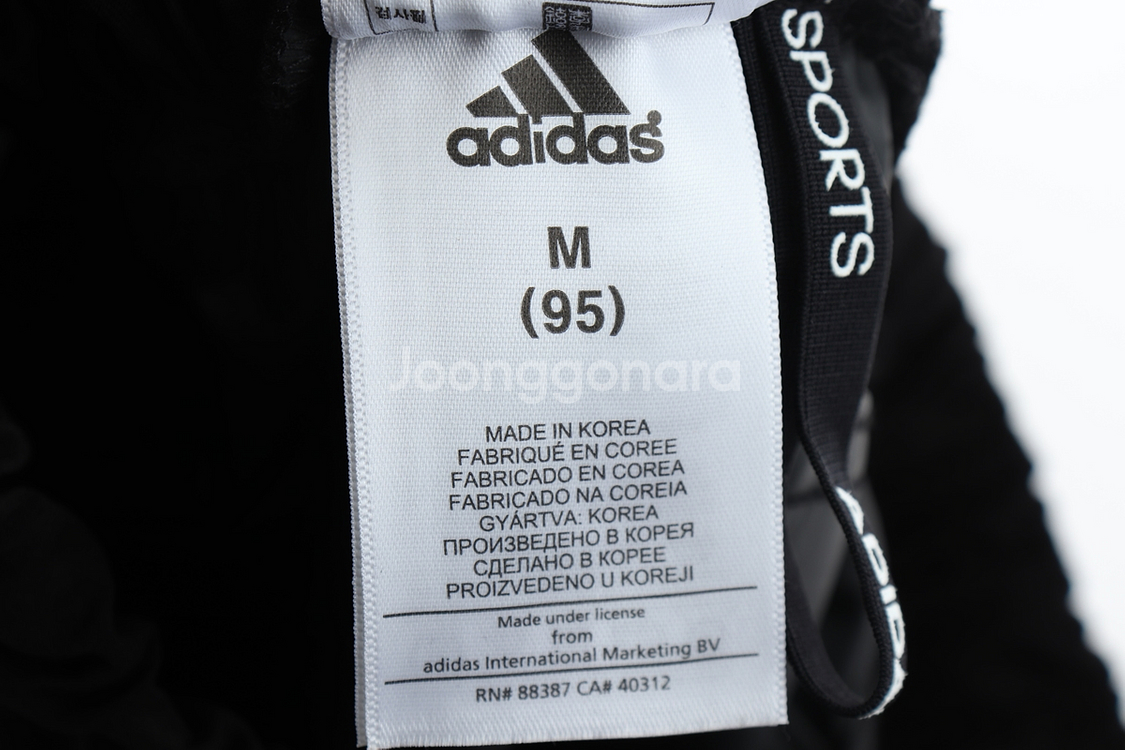 adidas
M
(95)
Joonggonara
MADE IN KOREA
FABRIQUÉ EN COREE
FABRICADO EN COREA
FABRICADO NA COREIA
GYÁRTVA: KOREA
ПРОИЗВЕДЕНО В КОРЕЯ
СДЕЛАНО В КОРЕЕ
PROIZVEDENO U KOREJI
Made under license
from
adidas International Marketing BV
RN# 88387 CA# 40312
SPORTS